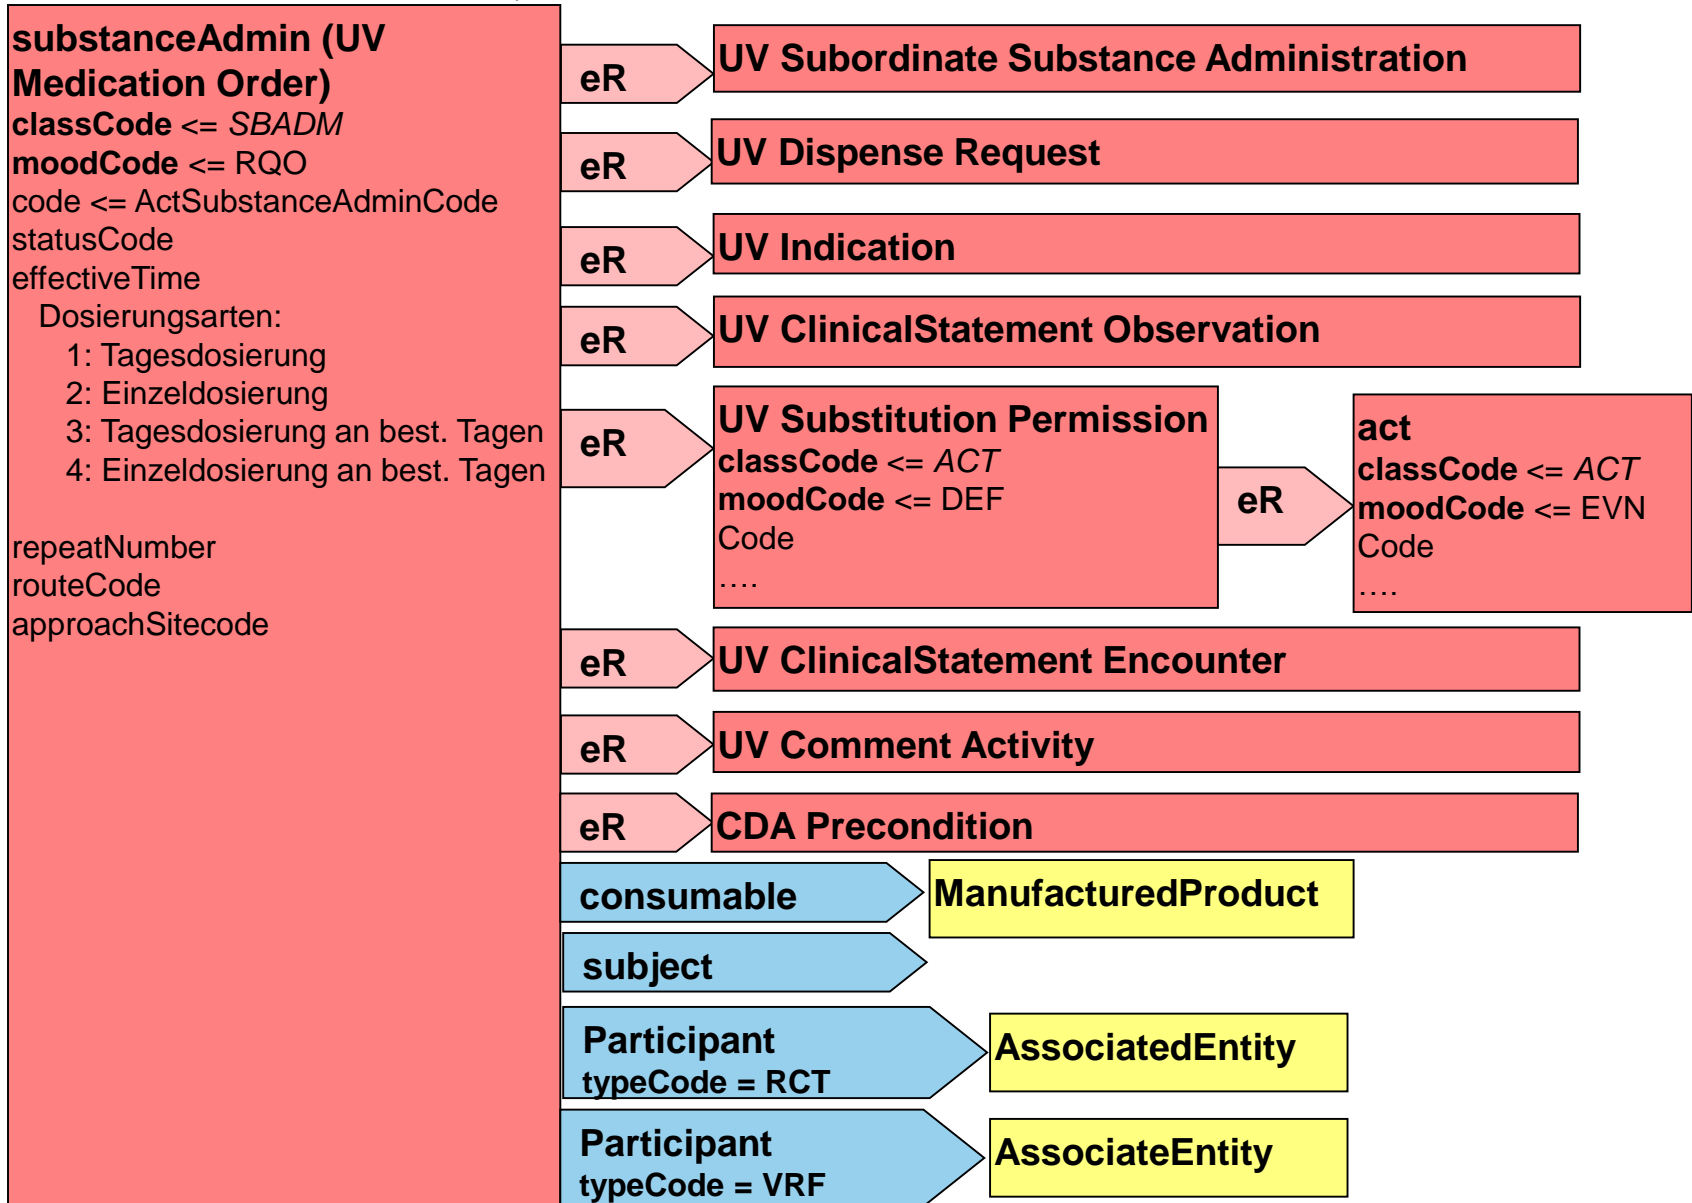 substanceAdmin (UV
Medication Order)
classCode <= SBADM
moodCode <= RQO
code <= ActSubstanceAdminCode
statusCode
effectiveTime
Dosierungsarten:
1: Tagesdosierung
2: Einzeldosierung
3: Tagesdosierung an best. Tagen
4: Einzeldosierung an best. Tagen
repeatNumber
routeCode
approachSitecode
eR
UV Subordinate Substance Administration
eR
UV Dispense Request
eR
UV Indication
eR
UV ClinicalStatement Observation
eR
UV Substitution Permission
classCode <= ACT
moodCode <= DEF
Code
....
eR
act
classCode <= ACT
moodCode <= EVN
Code
....
eR
UV ClinicalStatement Encounter
eR
UV Comment Activity
eR
CDA Precondition
consumable
ManufacturedProduct
subject
Participant
typeCode = RCT
AssociatedEntity
Participant
typeCode = VRF
AssociateEntity